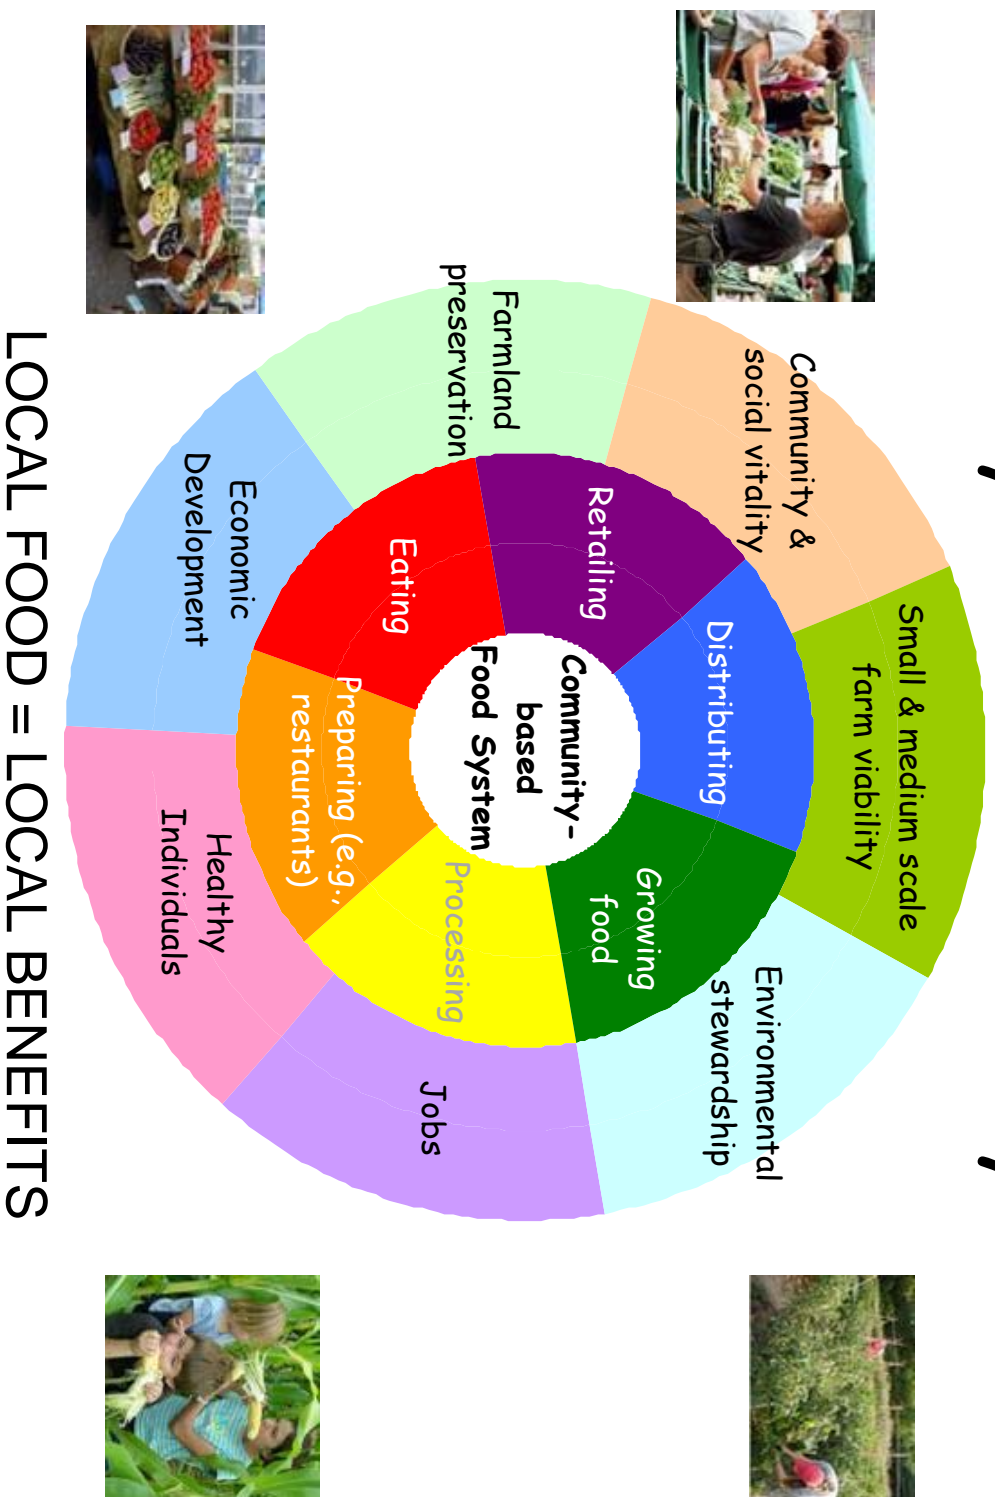 Small & medium scale
farm viability
Community &
social vitality
Environmental
stewardship
Distributing
Retailing
Growing
food
Community-
based
Food System
Farmland
preservation
Eating
Processing
Jobs
Preparing (e.g.,
restaurants)
Economic
Development
Healthy
Individuals
LOCAL FOOD = LOCAL BENEFITS